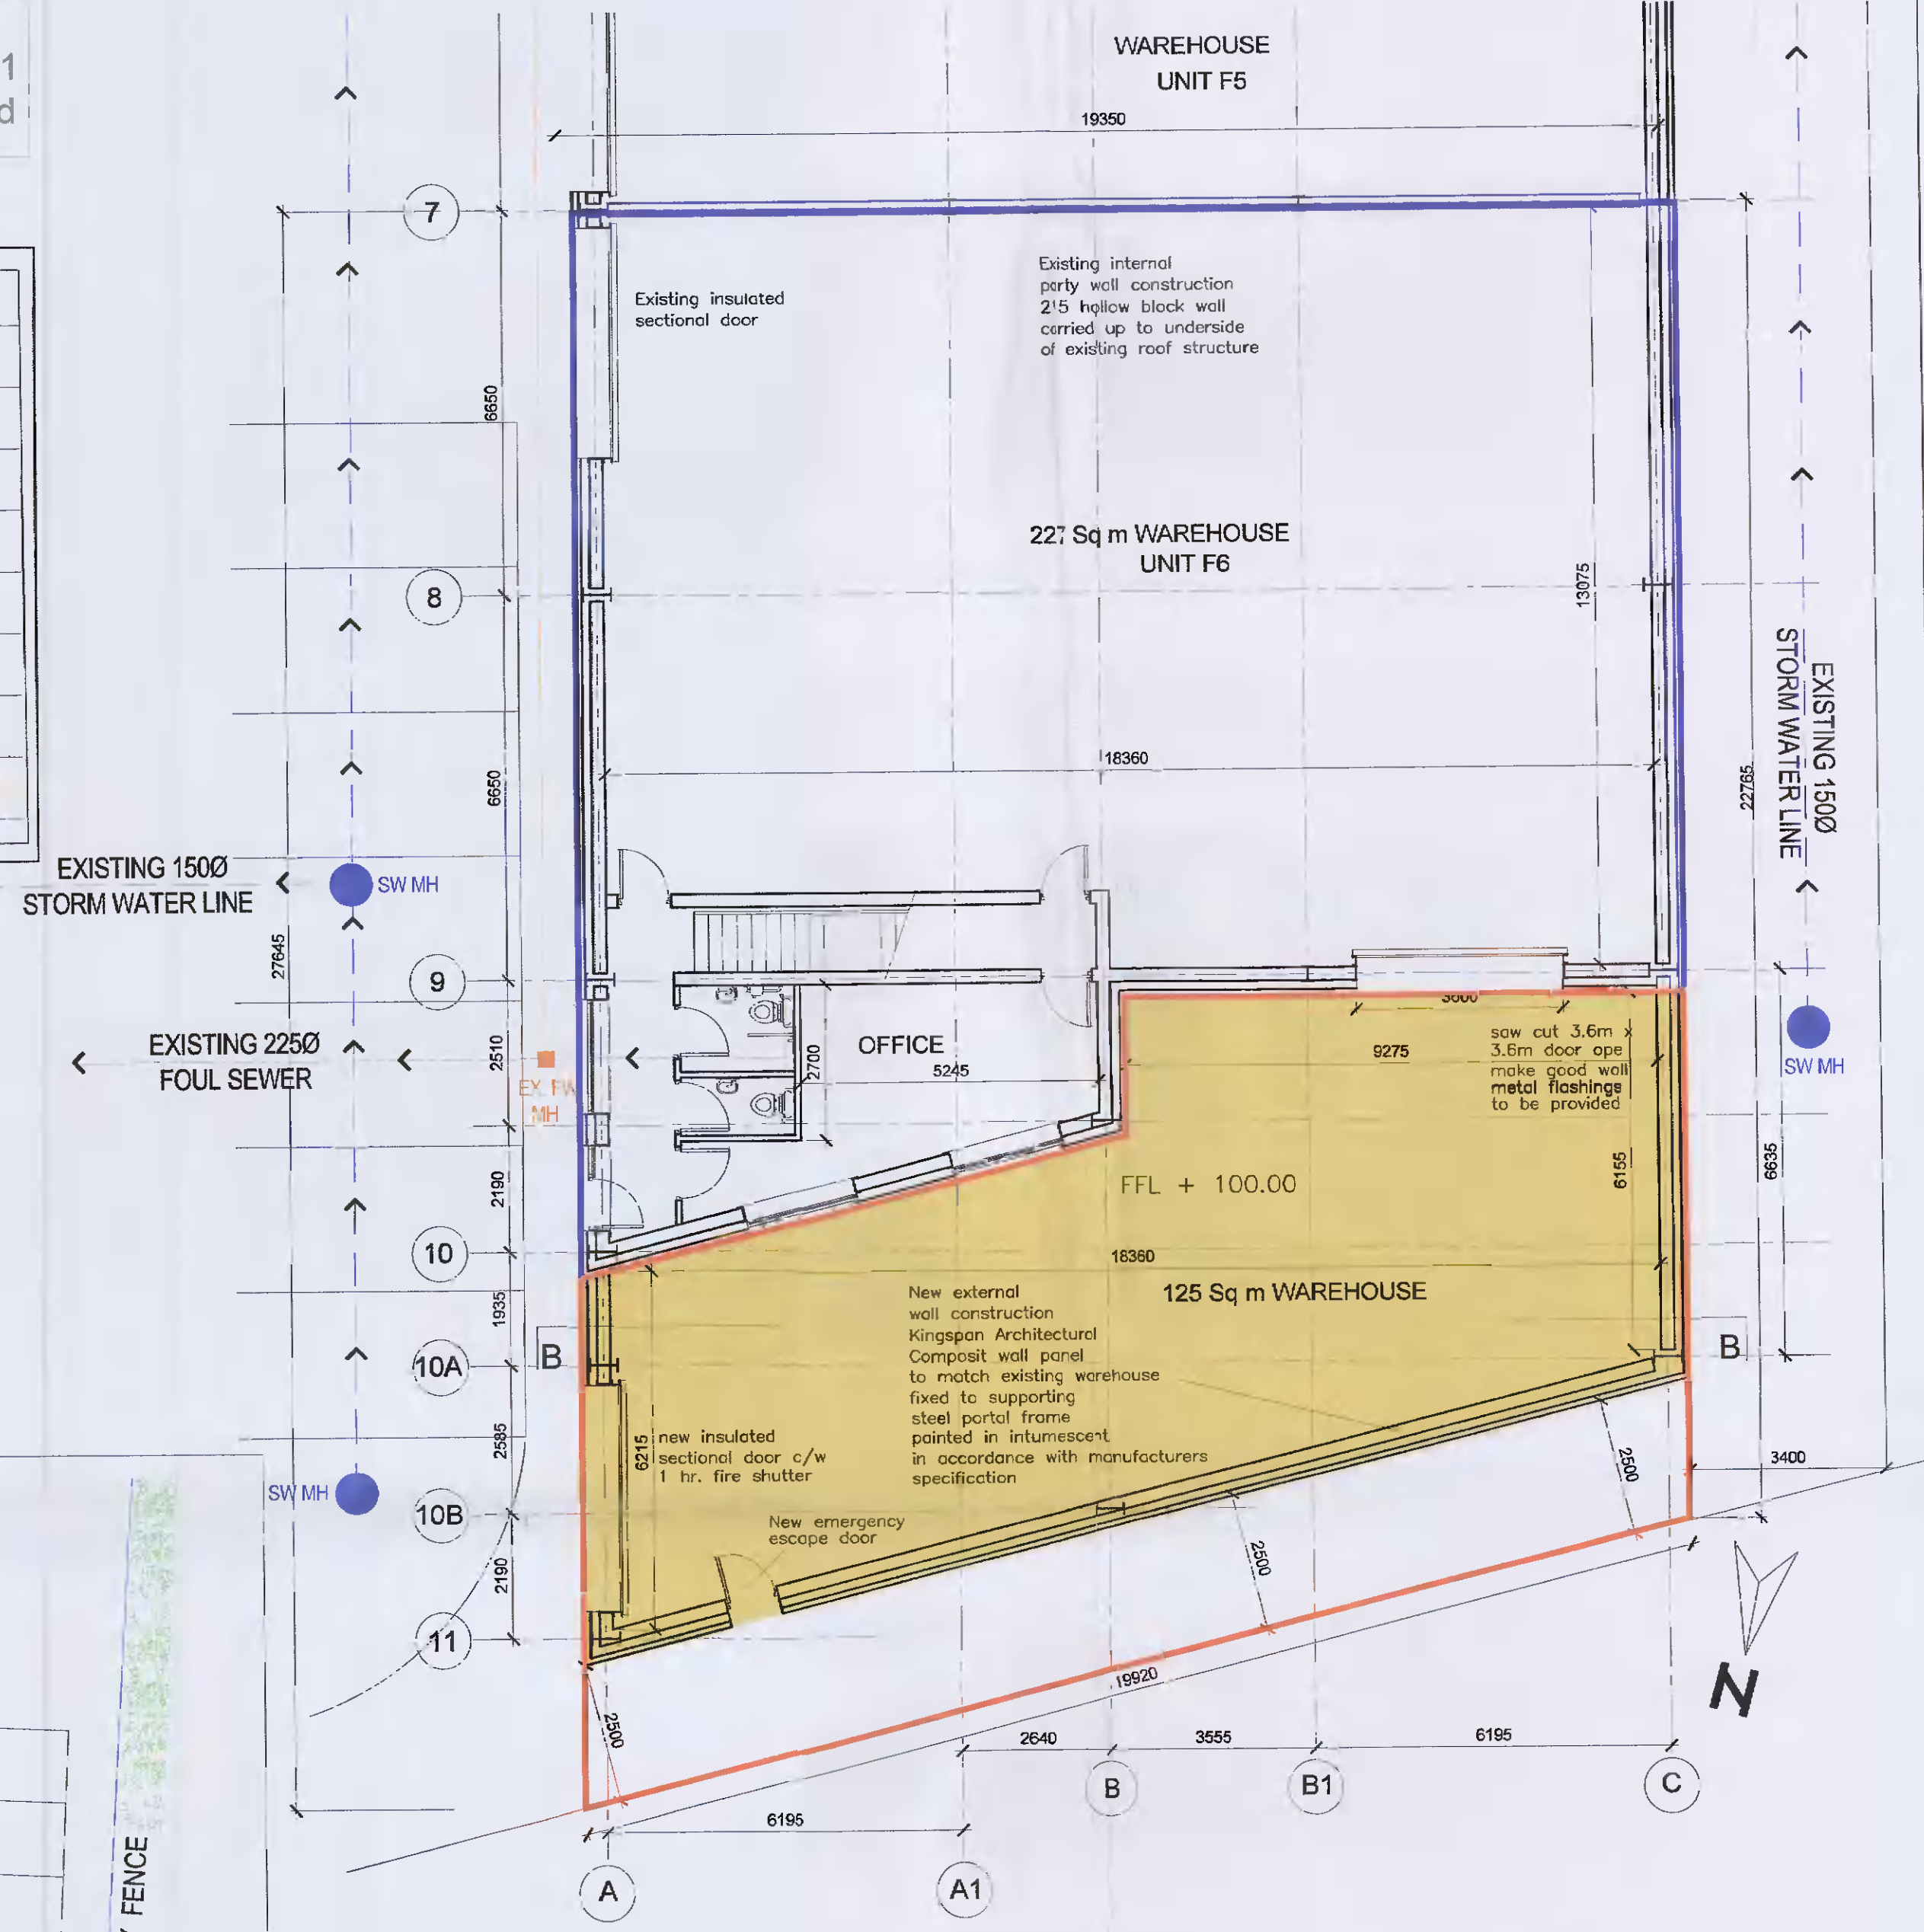 1
d
WAREHOUSE
UNIT F5
19350
7
Existing insulated
sectional door
Existing internal
party wall construction
215 hollow block wall
carried up to underside
of existing roof structure
6650
227 Sq m WAREHOUSE
UNIT F6
13075
8
EXISTING 150Ø
STORM WATER LINE
18360
22765
6650
EXISTING 150Ø
STORM WATER LINE
SW MH
27645
9
EXISTING 225Ø
FOUL SEWER
2510
EX. FW
MH
OFFICE
2700
5245
3600
9275
saw cut 3.6m x
3.6m door ope
make good wall
metal flashings
to be provided
SW MH
2190
FFL + 100.00
6155
6635
10
18360
125 Sq m WAREHOUSE
1935
New external
wall construction
Kingspan Architectural
Composit wall panel
to match existing warehouse
fixed to supporting
steel portal frame
painted in intumescent
in accordance with manufacturers
specification
B
B
10A
2585
6215
new insulated
sectional door c/w
1 hr. fire shutter
2500
3400
SW MH
10B
New emergency
escape door
2190
2500
11
N
19920
2500
2640
3555
6195
B
B1
C
6195
A
A1
FENCE